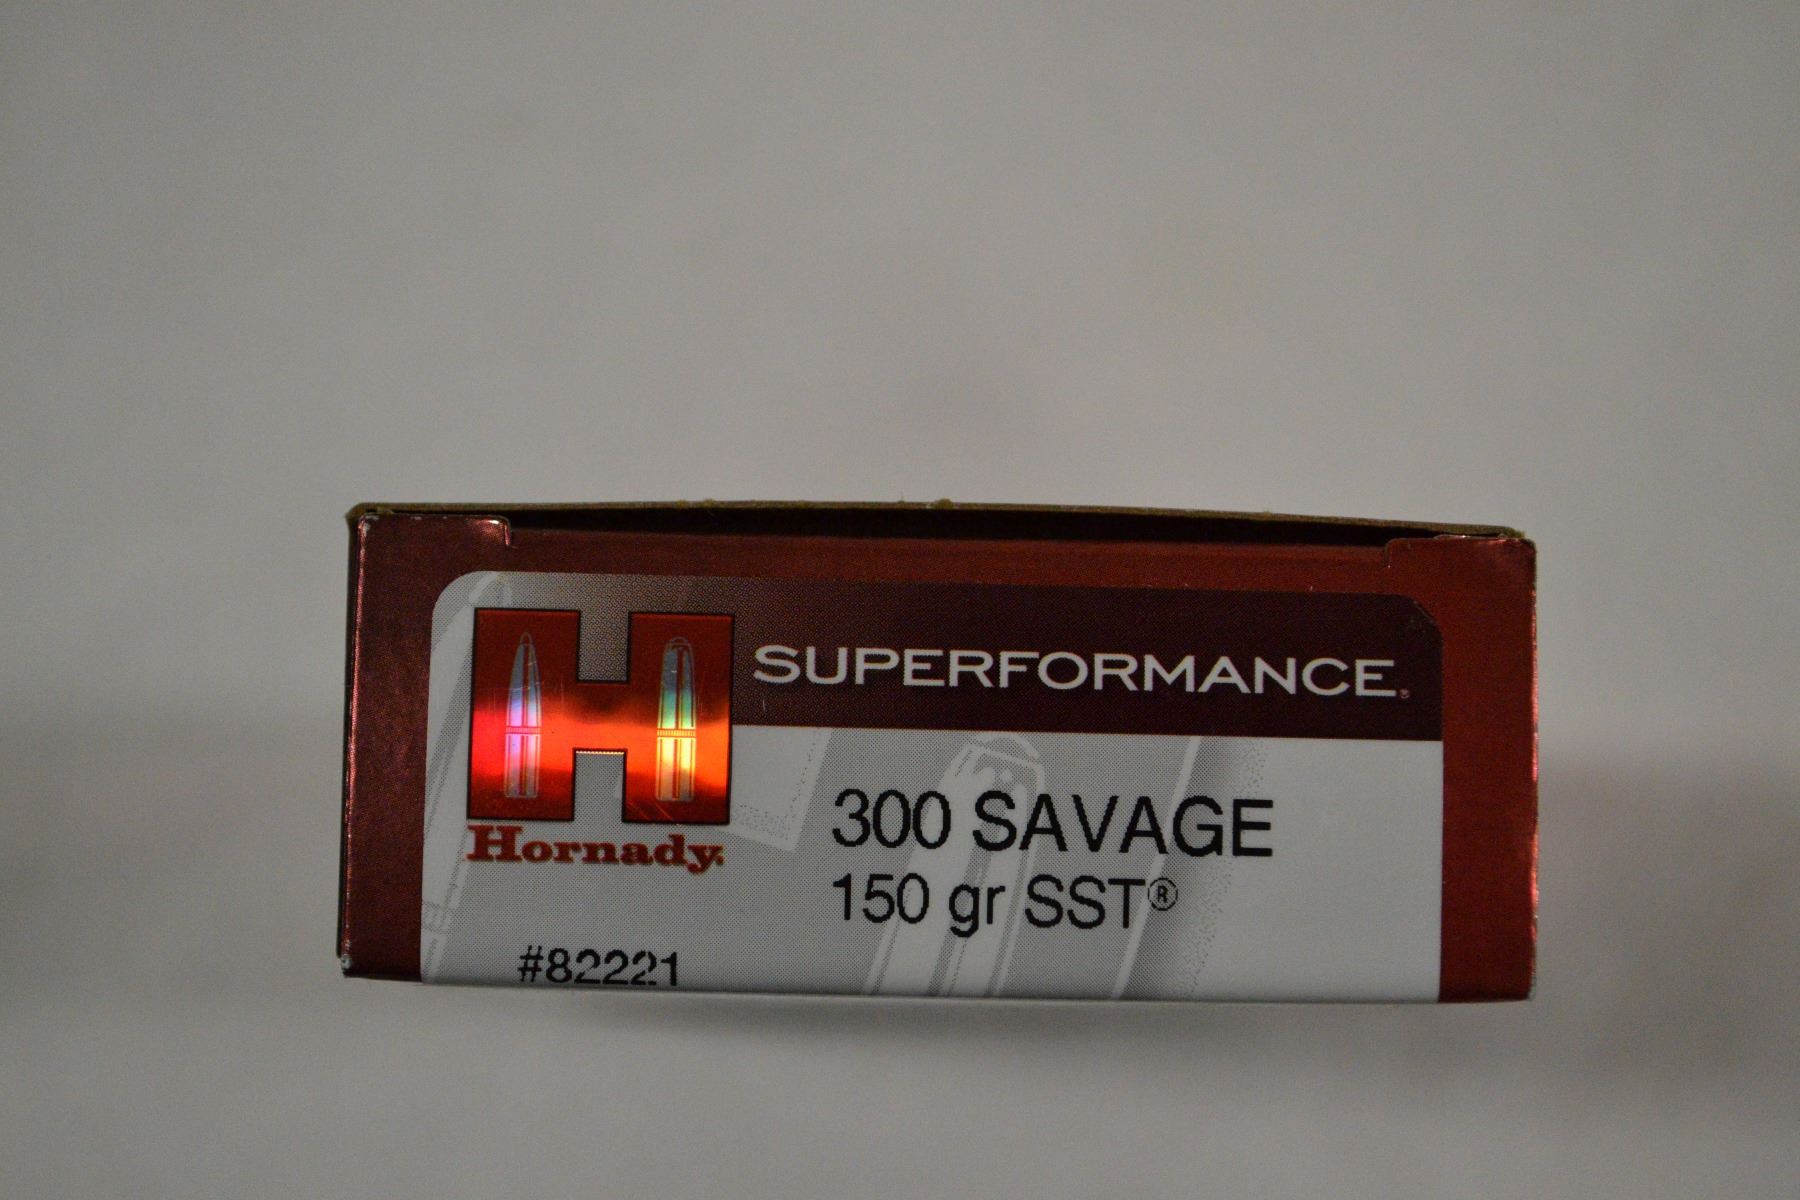 SUPERFORMANCE®
H
Hornady®
300 SAVAGE
150 gr SST®
#82221